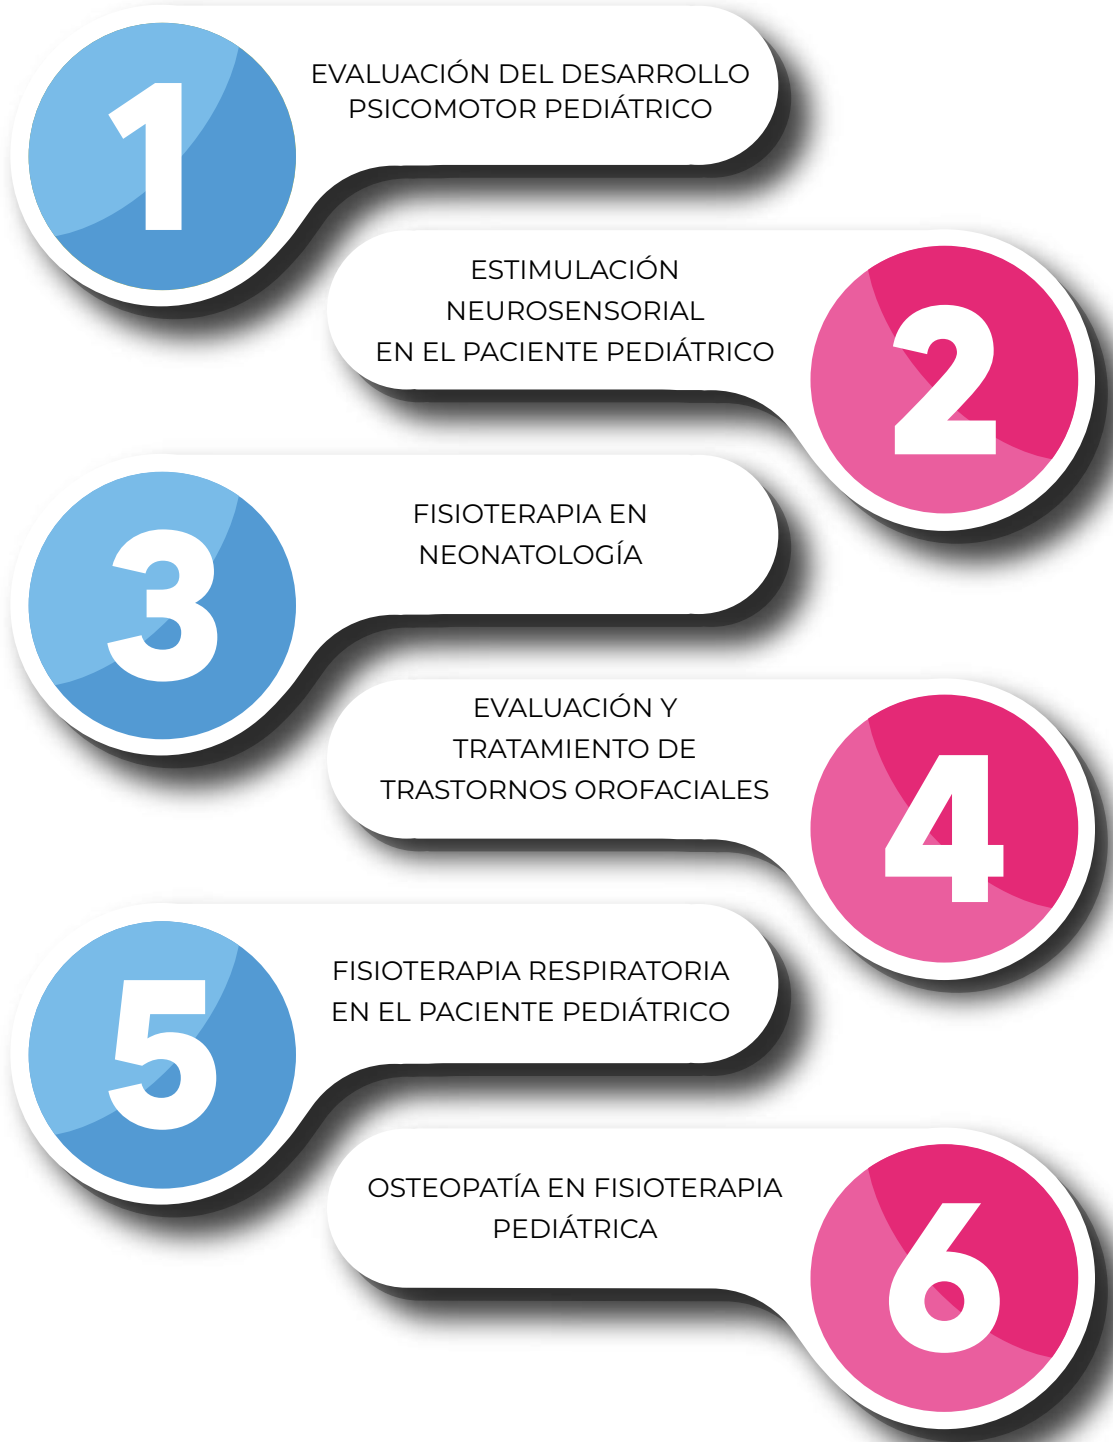 1
EVALUACIÓN DEL DESARROLLO
PSICOMOTOR PEDIÁTRICO
ESTIMULACIÓN
NEUROSENSORIAL
EN EL PACIENTE PEDIÁTRICO
2
3
FISIOTERAPIA EN
NEONATOLOGÍA
EVALUACIÓN Y
TRATAMIENTO DE
TRASTORNOS OROFACIALES
4
5
FISIOTERAPIA RESPIRATORIA
EN EL PACIENTE PEDIÁTRICO
OSTEOPATÍA EN FISIOTERAPIA
PEDIÁTRICA
6